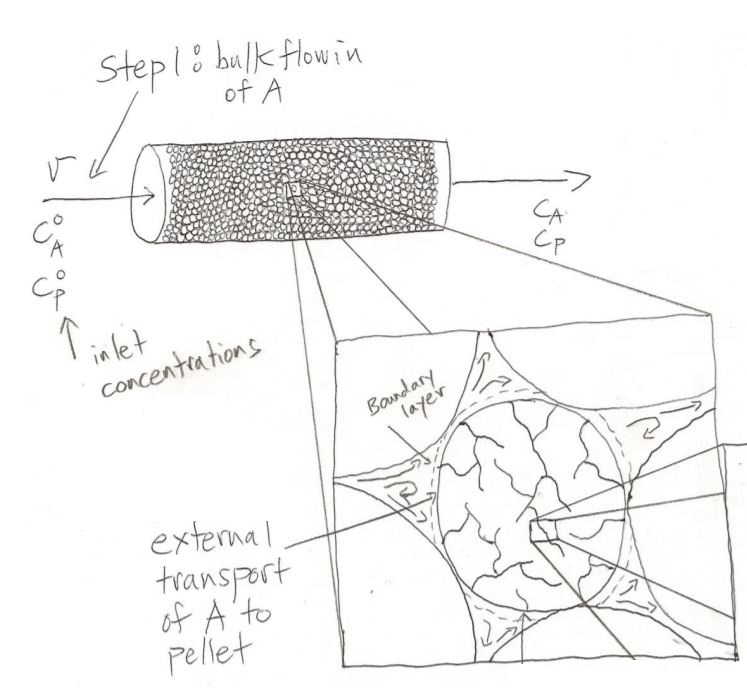 Step 1: bulk flow in
of A
v
C_A^o
C_P^o
inlet
concentrations
C_A
C_P
Boundary
layer
external
transport
of A to
pellet